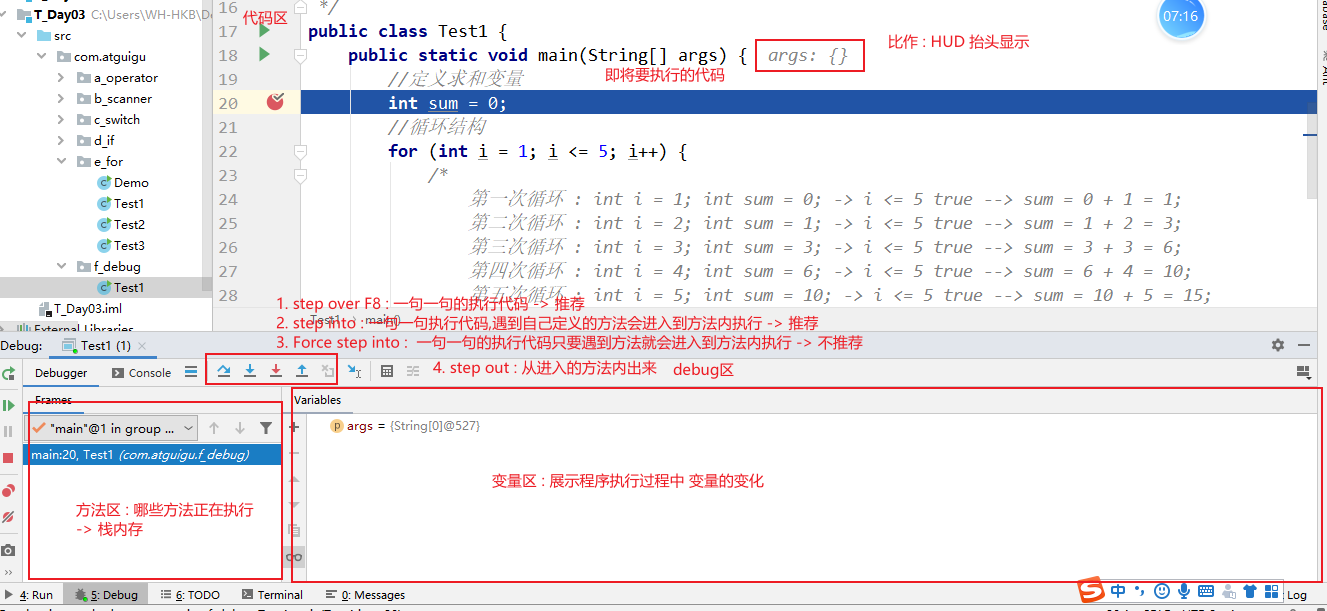 16 */
代码区
17 public class Test1 {
18 public static void main(String[] args) { args: {}
比作 : HUD 抬头显示
07:16
19 //定义求和变量
即将要执行的代码
20 int sum = 0;
21 //循环结构
22 for (int i = 1; i <= 5; i++) {
23 /*
24 第一次循环 : int i = 1; int sum = 0; -> i <= 5 true --> sum = 0 + 1 = 1;
25 第二次循环 : int i = 2; int sum = 1; -> i <= 5 true --> sum = 1 + 2 = 3;
26 第三次循环 : int i = 3; int sum = 3; -> i <= 5 true --> sum = 3 + 3 = 6;
27 第四次循环 : int i = 4; int sum = 6; -> i <= 5 true --> sum = 6 + 4 = 10;
28 第五次循环 : int i = 5; int sum = 10; -> i <= 5 true --> sum = 10 + 5 = 15;
T_Day03 C:\Users\WH-HKB\De
src
com.atguigu
a_operator
b_scanner
c_switch
d_if
e_for
Demo
Test1
Test2
Test3
f_debug
Test1
T_Day03.iml
External Libraries
1. step over F8 : 一句一句的执行代码 -> 推荐
Test1 main()
2. step into : 一句一句执行代码,遇到自己定义的方法会进入到方法内执行 -> 推荐
3. Force step into : 一句一句的执行代码只要遇到方法就会进入到方法内执行 -> 不推荐
Debug: Test1 (1)
Debugger Console
4. step out : 从进入的方法内出来 debug区
Frames
Variables
"main"@1 in group ...
main:20, Test1 (com.atguigu.f_debug)
args = {String[0]@527}
变量区 : 展示程序执行过程中 变量的变化
方法区 : 哪些方法正在执行
-> 栈内存
4: Run 5: Debug 6: TODO Terminal 0: Messages
中
Log